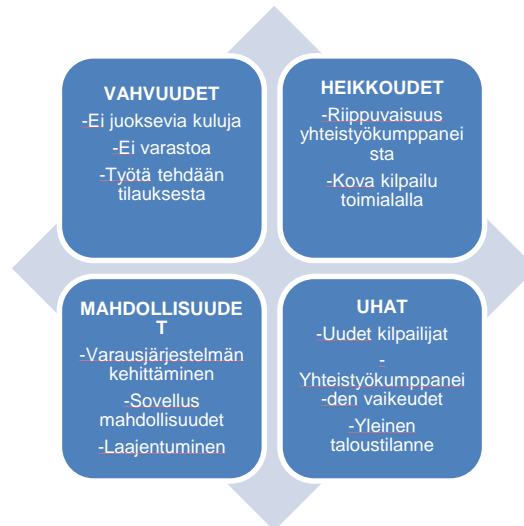 VAHVUUDET
-Ei juoksevia kuluja
-Ei varastoa
-Työtä tehdään
tilauksesta
HEIKKOUDET
-Riippuvaisuus
yhteistyökumppanei
sta
-Kova kilpailu
toimialalla
MAHDOLLISUUDE
T
-Varausjärjestelmän
kehittäminen
-Sovellus
mahdollisuudet
-Laajentuminen
UHAT
-Uudet kilpailijat
-
Yhteistyökumppanei
-den vaikeudet
-Yleinen
taloustilanne